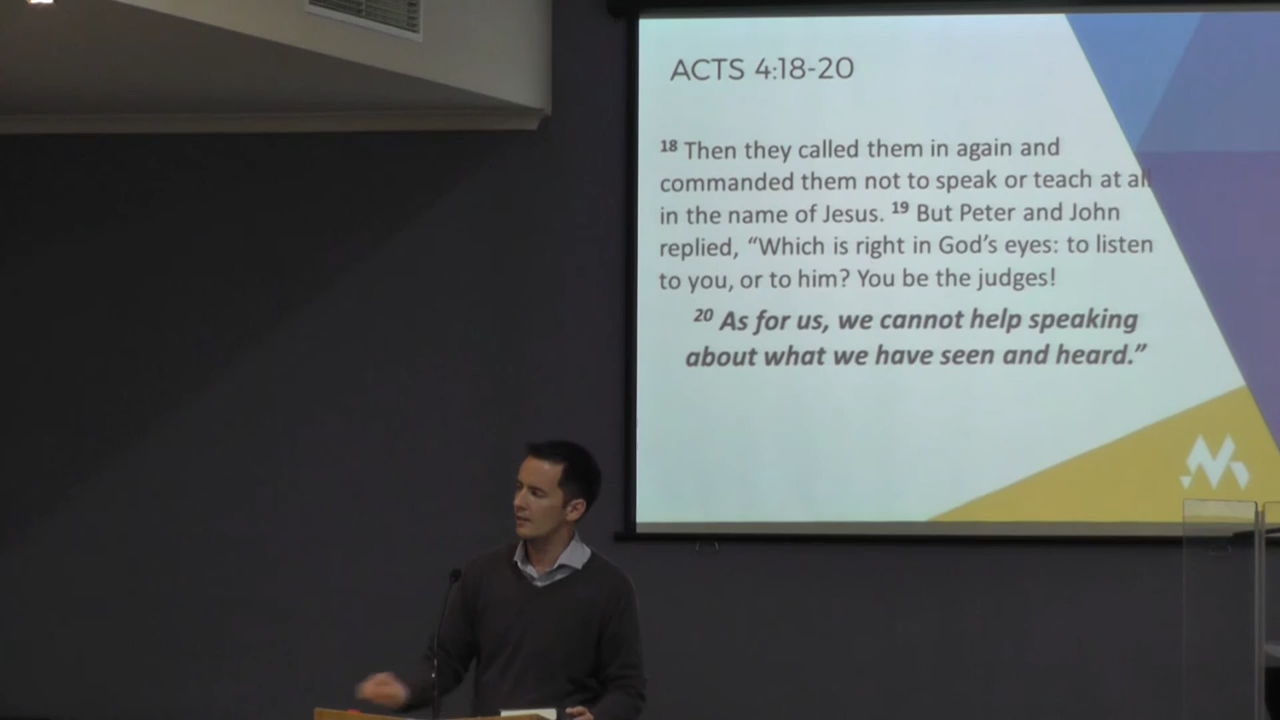 ACTS 4:18-20
18 Then they called them in again and
commanded them not to speak or teach at all
in the name of Jesus. 19 But Peter and John
replied, “Which is right in God’s eyes: to listen
to you, or to him? You be the judges!
20 As for us, we cannot help speaking
about what we have seen and heard.”